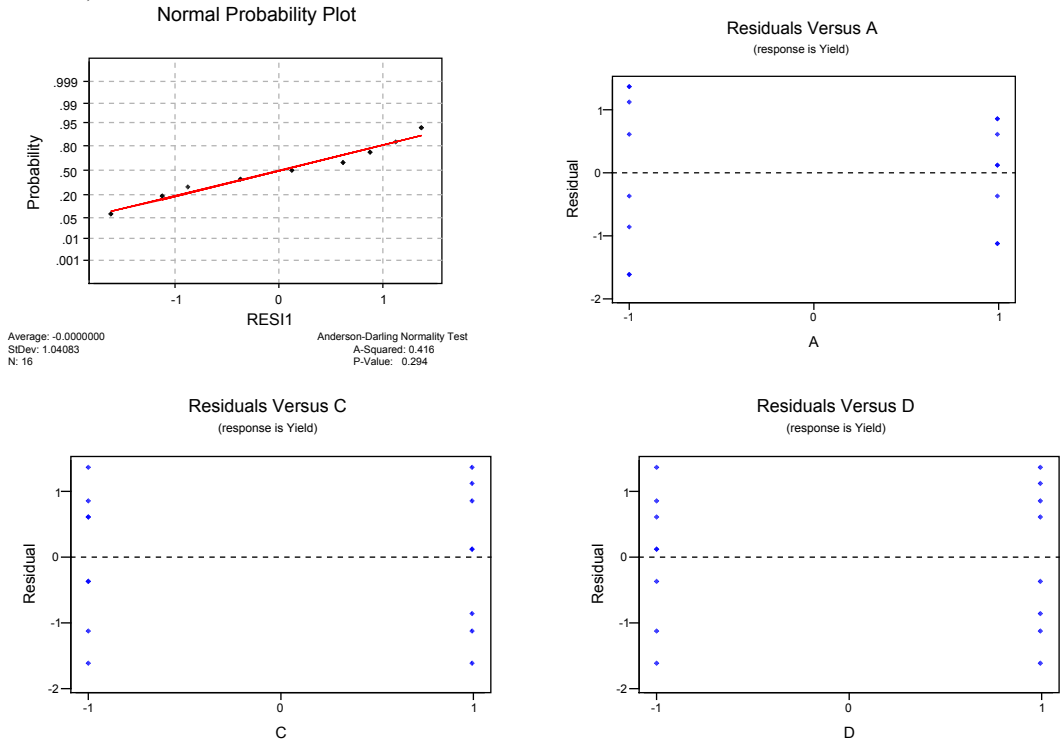 Normal Probability Plot
.999
.99
.95
.80
.50
.20
.05
.01
.001
Probability
-1
0
1
RESI1
Average: -0.0000000
StDev: 1.04083
N: 16
Anderson-Darling Normality Test
A-Squared: 0.416
P-Value: 0.294
Residuals Versus A
(response is Yield)
1
0
-1
-2
Residual
-1
0
1
A
Residuals Versus C
(response is Yield)
1
0
-1
-2
Residual
-1
0
1
C
Residuals Versus D
(response is Yield)
1
0
-1
-2
Residual
-1
0
1
D